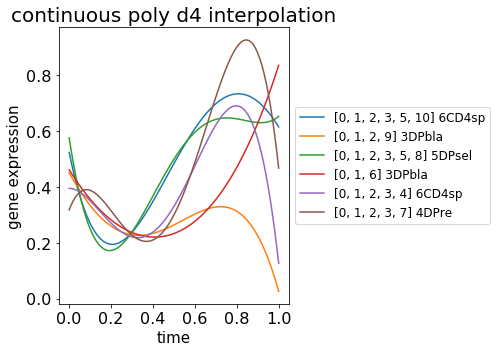 continuous poly d4 interpolation
gene expression
0.8
0.6
0.4
0.2
0.0
0.0 0.2 0.4 0.6 0.8 1.0
time
[0, 1, 2, 3, 5, 10] 6CD4sp
[0, 1, 2, 9] 3DPbla
[0, 1, 2, 3, 5, 8] 5DPsel
[0, 1, 6] 3DPbla
[0, 1, 2, 3, 4] 6CD4sp
[0, 1, 2, 3, 7] 4DPre